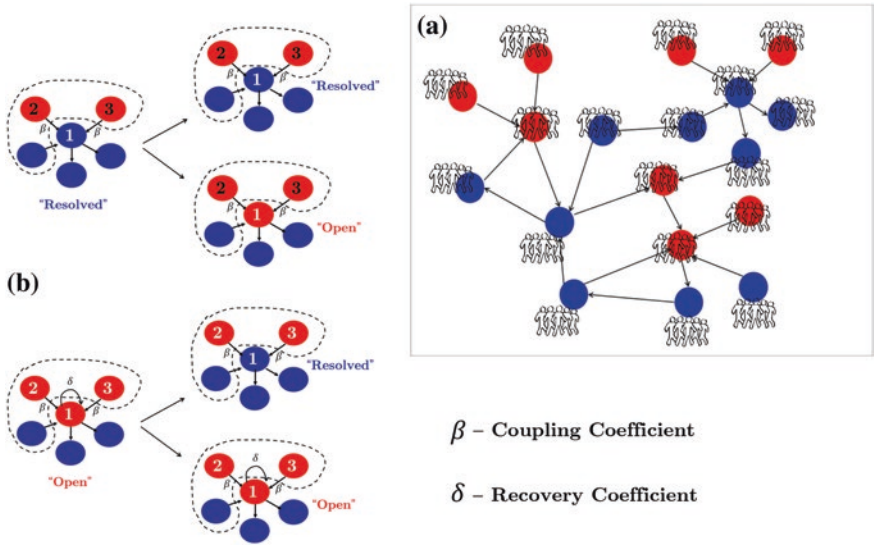 2 3
β 1 β
"Resolved"
2 3
β 1 β
"Resolved"
2 3
β 1 β
"Open"
(a)
(b)
2 δ 3
β 1 β
"Open"
2 3
β 1 β
"Resolved"
2 δ 3
β 1 β
"Open"
β – Coupling Coefficient
δ – Recovery Coefficient